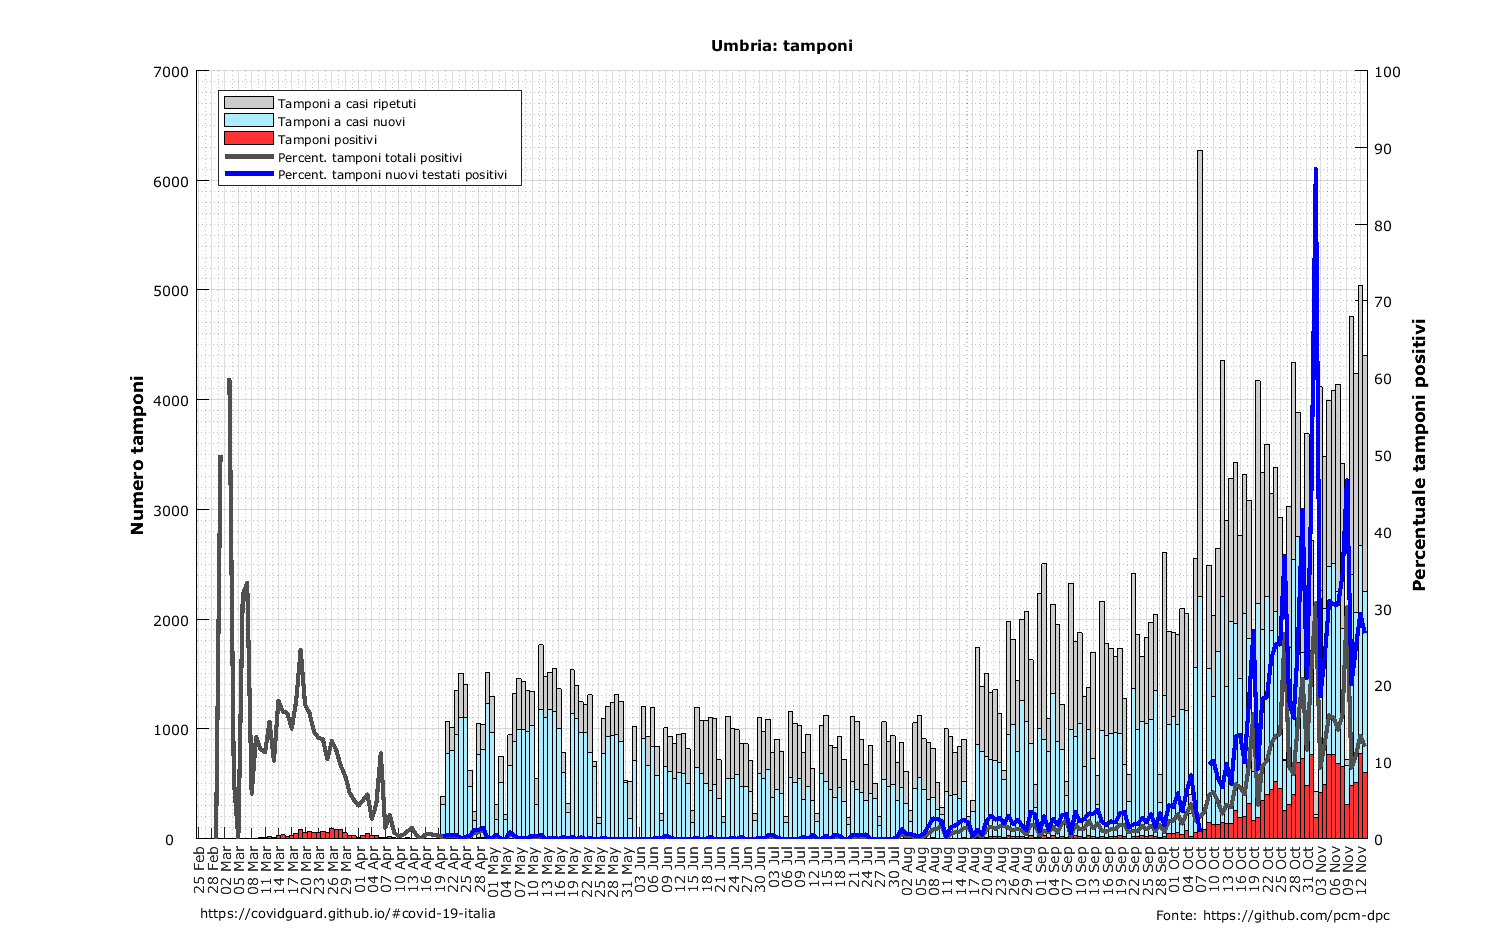 Umbria: tamponi
7000
6000
5000
4000
3000
2000
1000
0
Numero tamponi
Tamponi a casi ripetuti
Tamponi a casi nuovi
Tamponi positivi
Percent. tamponi totali positivi
Percent. tamponi nuovi testati positivi
100
90
80
70
60
50
40
30
20
10
0
Percentuale tamponi positivi
25 Feb
28 Feb
02 Mar
05 Mar
08 Mar
11 Mar
14 Mar
17 Mar
20 Mar
23 Mar
26 Mar
29 Mar
01 Apr
04 Apr
07 Apr
10 Apr
13 Apr
16 Apr
19 Apr
22 Apr
25 Apr
28 Apr
01 May
04 May
07 May
10 May
13 May
16 May
19 May
22 May
25 May
28 May
31 May
03 Jun
06 Jun
09 Jun
12 Jun
15 Jun
18 Jun
21 Jun
24 Jun
27 Jun
30 Jun
03 Jul
06 Jul
09 Jul
12 Jul
15 Jul
18 Jul
21 Jul
24 Jul
27 Jul
30 Jul
02 Aug
05 Aug
08 Aug
11 Aug
14 Aug
17 Aug
20 Aug
23 Aug
26 Aug
29 Aug
01 Sep
04 Sep
07 Sep
10 Sep
13 Sep
16 Sep
19 Sep
22 Sep
25 Sep
28 Sep
01 Oct
04 Oct
07 Oct
10 Oct
13 Oct
16 Oct
19 Oct
22 Oct
25 Oct
28 Oct
31 Oct
03 Nov
06 Nov
09 Nov
12 Nov
https://covidguard.github.io/#covid-19-italia
Fonte: https://github.com/pcm-dpc